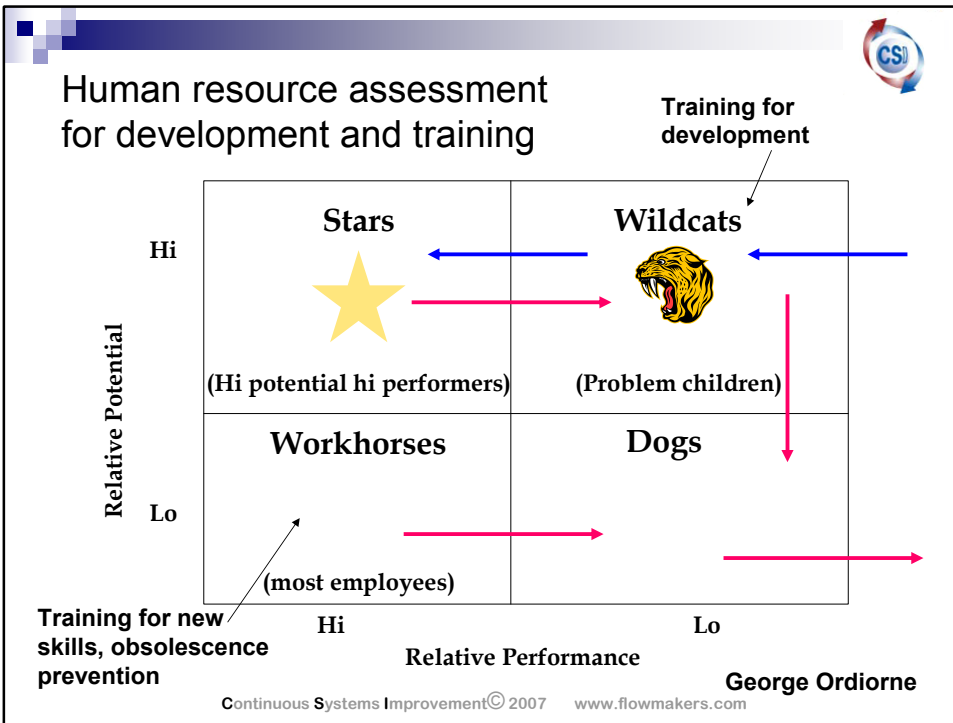 CSI
Human resource assessment
for development and training
Training for
development
Stars
Wildcats
Hi
(Hi potential hi performers)
(Problem children)
Relative Potential
Workhorses
Dogs
Lo
(most employees)
Training for new
skills, obsolescence
prevention
Hi
Lo
Relative Performance
George Ordiorne
Continuous Systems Improvement© 2007 www.flowmakers.com